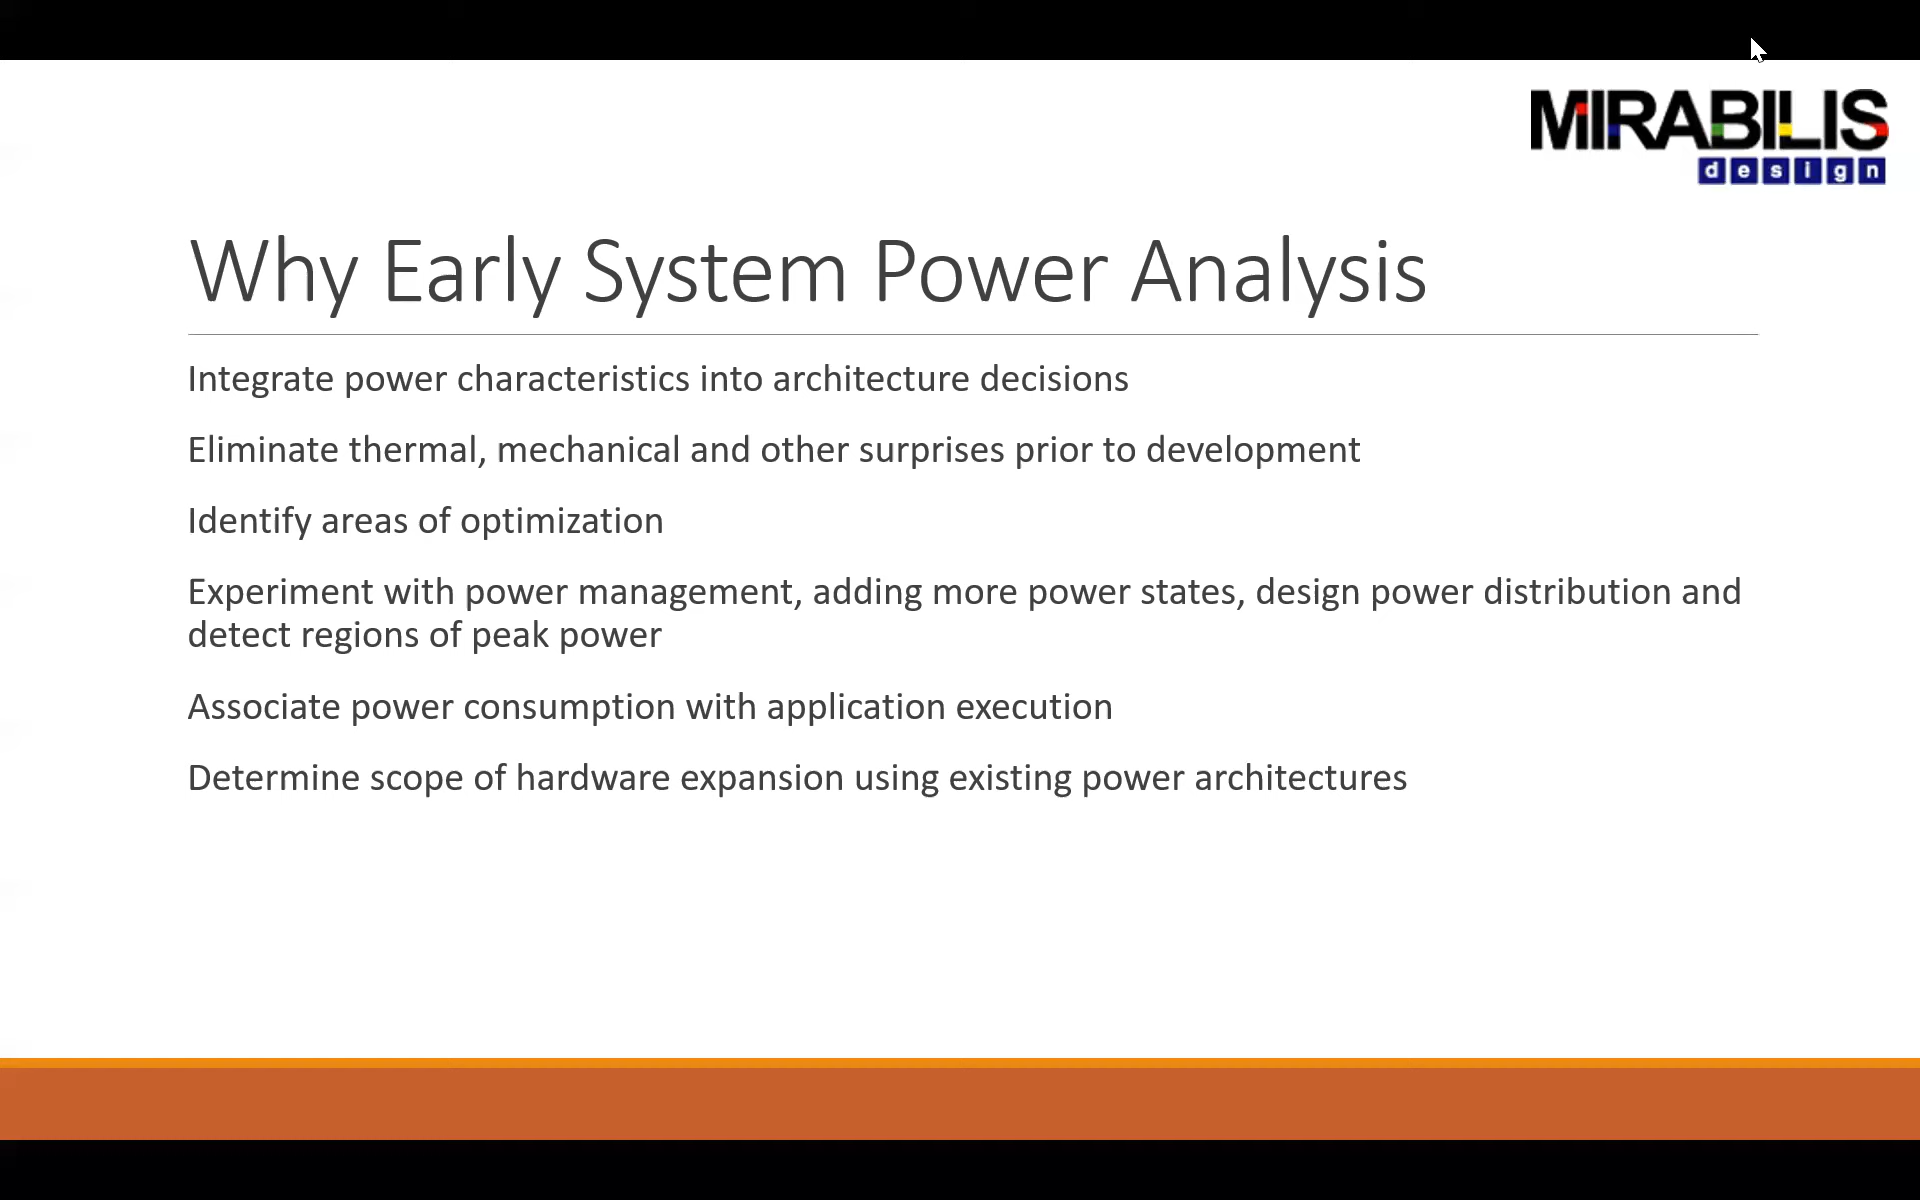 MIRABILIS
design
Why Early System Power Analysis
Integrate power characteristics into architecture decisions
Eliminate thermal, mechanical and other surprises prior to development
Identify areas of optimization
Experiment with power management, adding more power states, design power distribution and
detect regions of peak power
Associate power consumption with application execution
Determine scope of hardware expansion using existing power architectures